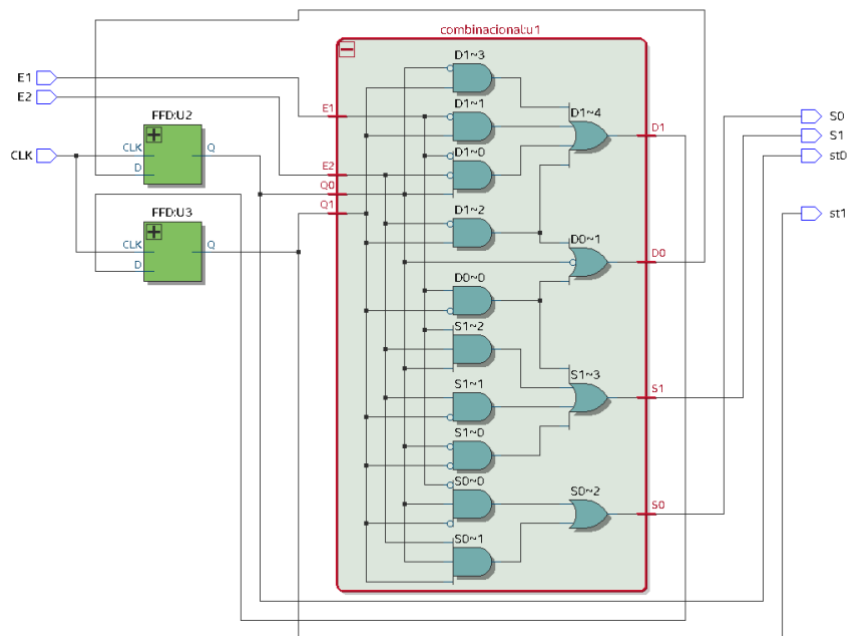 combinacional:u1
E1
E2
CLK
FFD:U2
CLK
D
Q
FFD:U3
CLK
D
Q
E1
E2
Q0
Q1
D1~3
D1~1
D1~0
D1~2
D0~0
S1~2
S1~1
S1~0
S0~0
S0~1
D1~4
D0~1
S1~3
S0~2
D1
D0
S1
S0
S0
S1
st0
st1